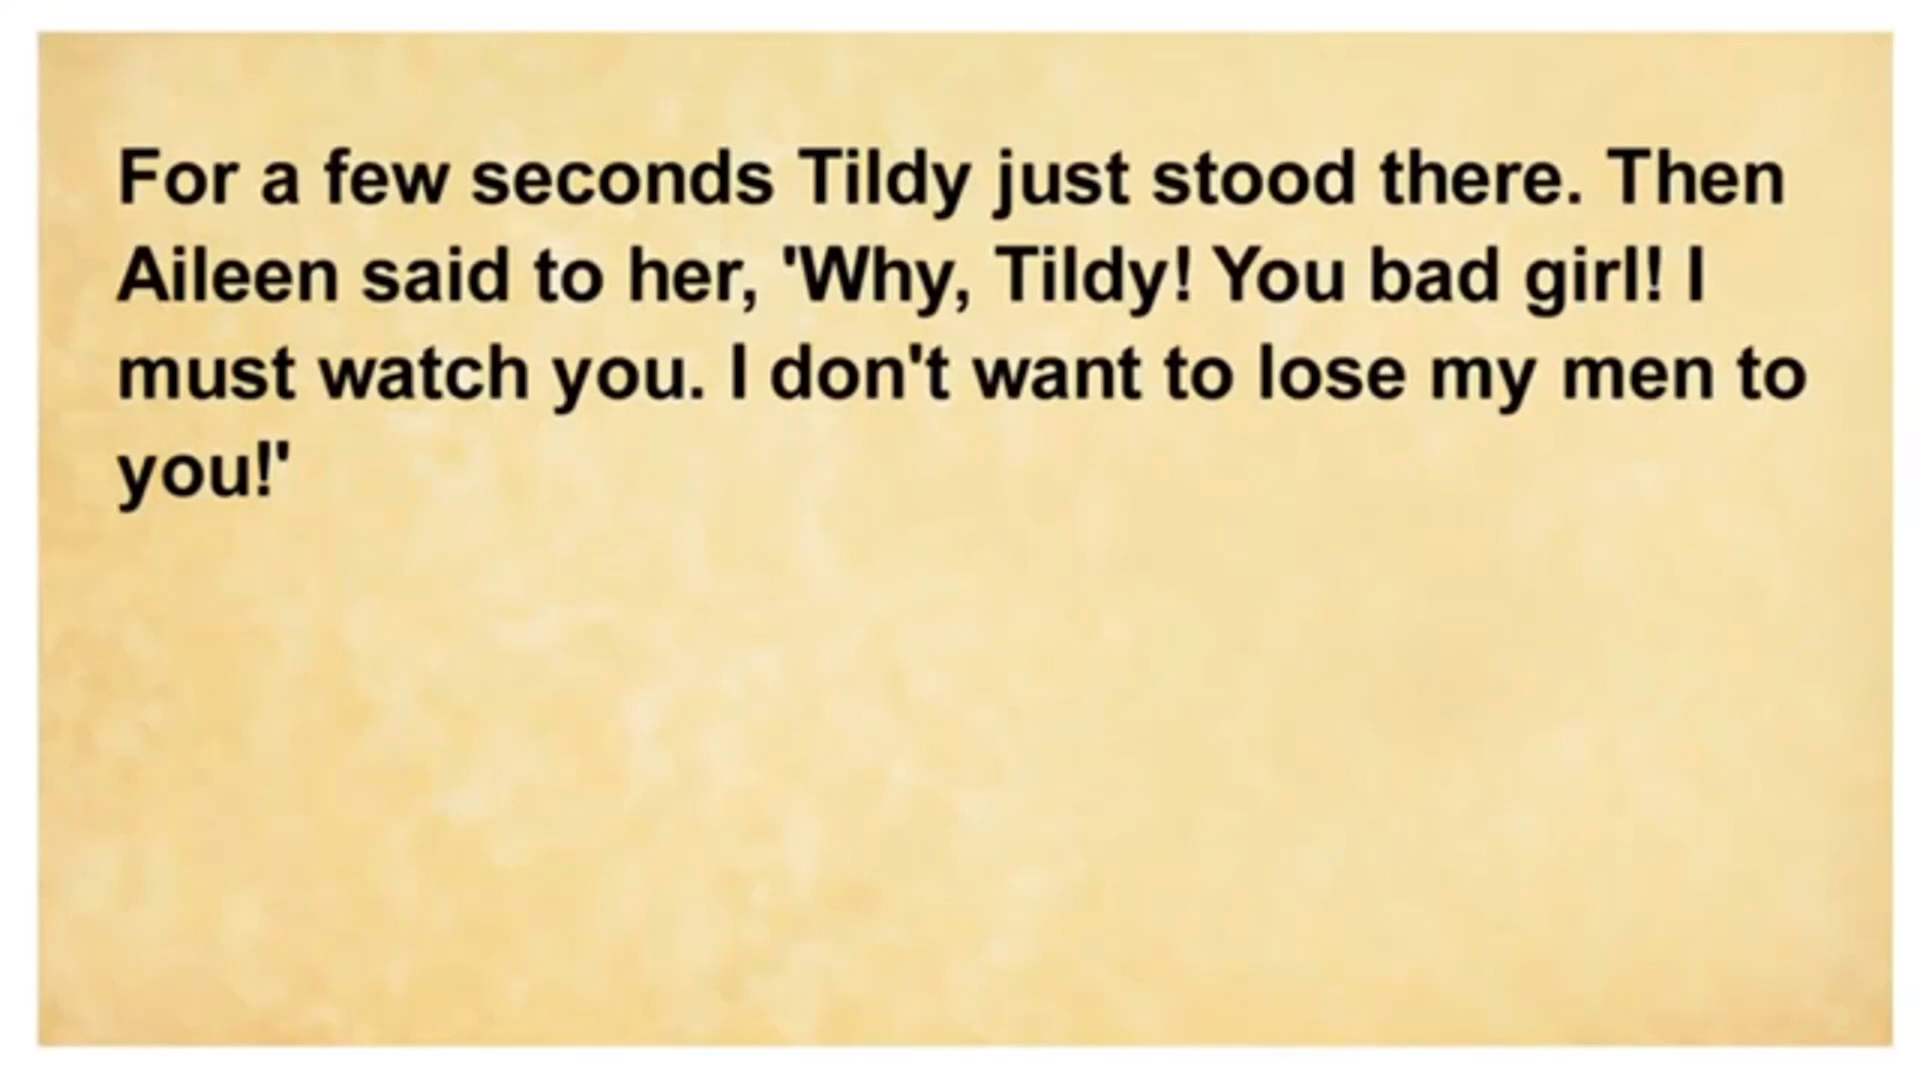 For a few seconds Tildy just stood there. Then
Aileen said to her, 'Why, Tildy! You bad girl! I
must watch you. I don't want to lose my men to
you!'